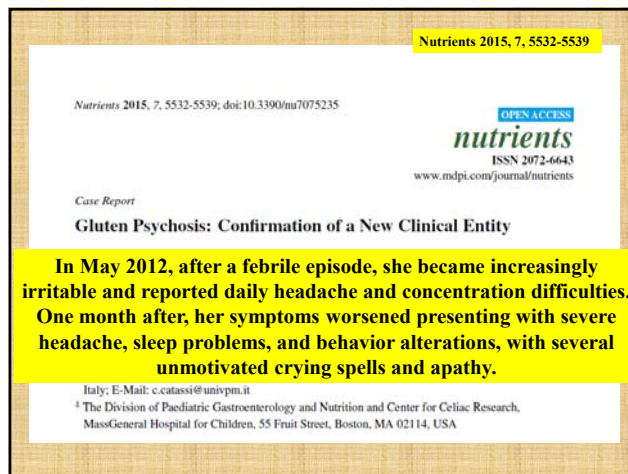 Nutrients 2015, 7, 5532-5539
Nutrients 2015, 7, 5532-5539; doi:10.3390/nu7075235
OPEN ACCESS
nutrients
ISSN 2072-6643
www.mdpi.com/journal/nutrients
Case Report
Gluten Psychosis: Confirmation of a New Clinical Entity
In May 2012, after a febrile episode, she became increasingly
irritable and reported daily headache and concentration difficulties.
One month after, her symptoms worsened presenting with severe
headache, sleep problems, and behavior alterations, with several
unmotivated crying spells and apathy.
Italy; E-Mail: c.catassi@univpm.it
4 The Division of Paediatric Gastroenterology and Nutrition and Center for Celiac Research,
MassGeneral Hospital for Children, 55 Fruit Street, Boston, MA 02114, USA